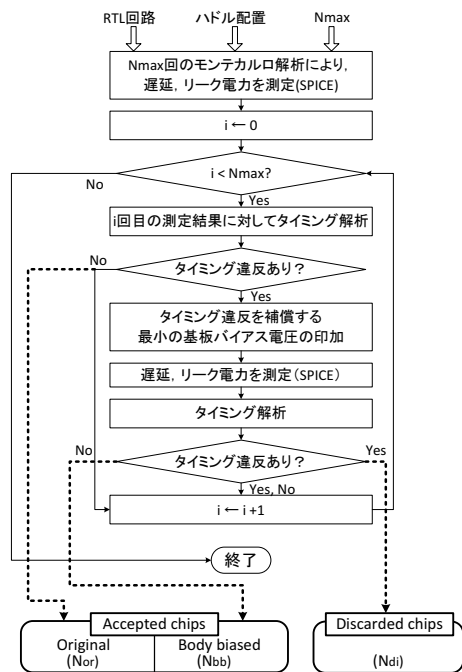 RTL回路
ハドル配置
Nmax
Nmax回のモンテカルロ解析により,
遅延, リーク電力を測定(SPICE)
i ← 0
i < Nmax?
No
Yes
i回目の測定結果に対してタイミング解析
No
タイミング違反あり?
Yes
タイミング違反を補償する
最小の基板バイアス電圧の印加
遅延, リーク電力を測定(SPICE)
タイミング解析
No
タイミング違反あり?
Yes
Yes, No
i ← i +1
終了
Accepted chips
Original
(Nor)
Body biased
(Nbb)
Discarded chips
(Ndi)